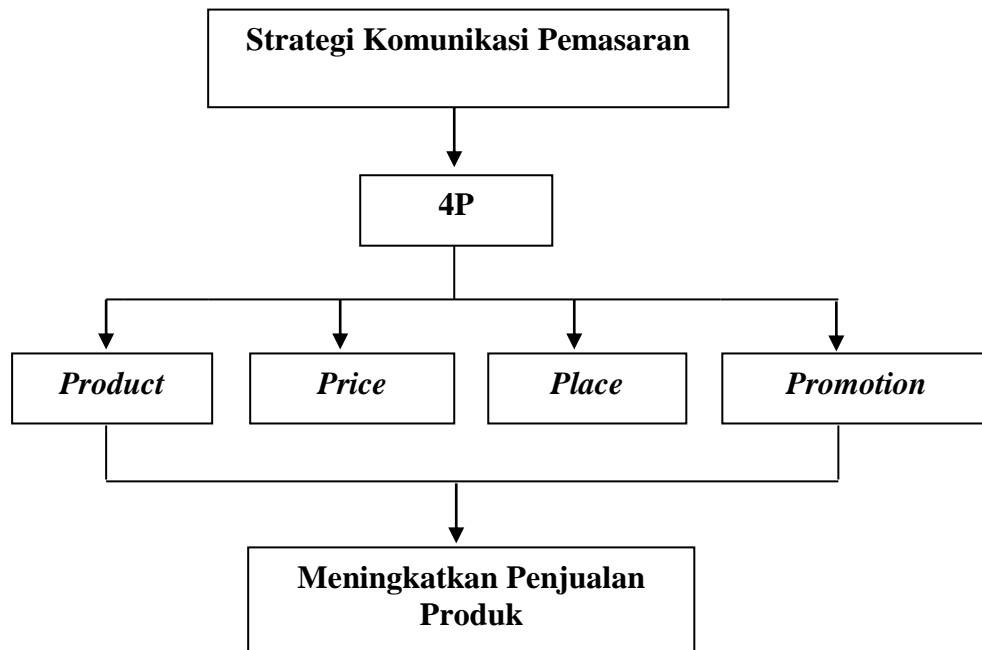 Strategi Komunikasi Pemasaran
4P
Product
Price
Place
Promotion
Meningkatkan Penjualan
Produk